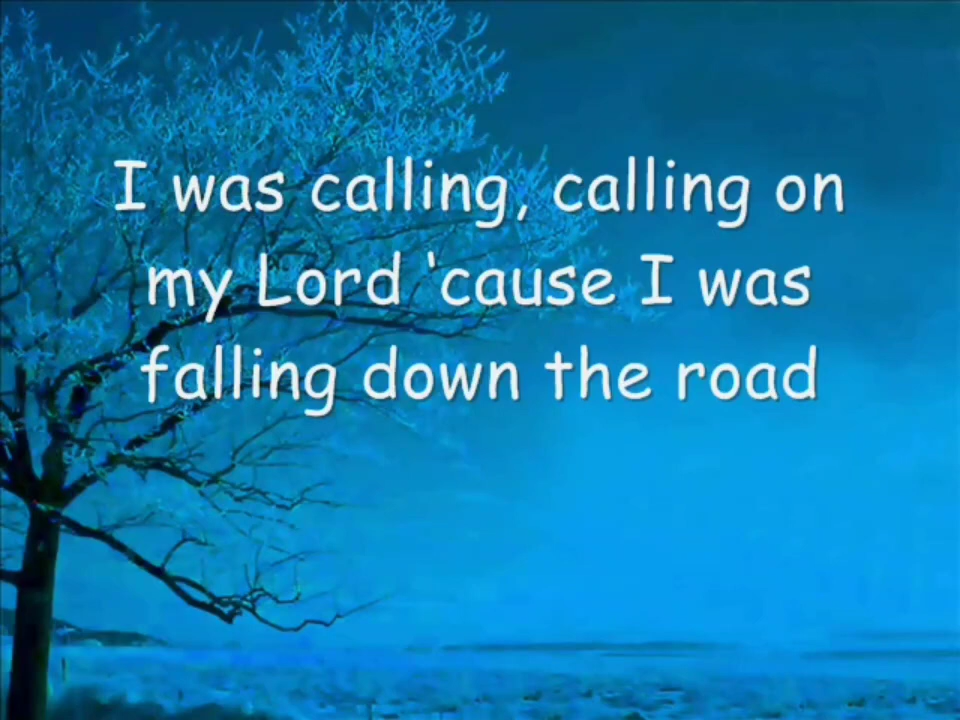 I was calling, calling on
my Lord ‘cause I was
falling down the road